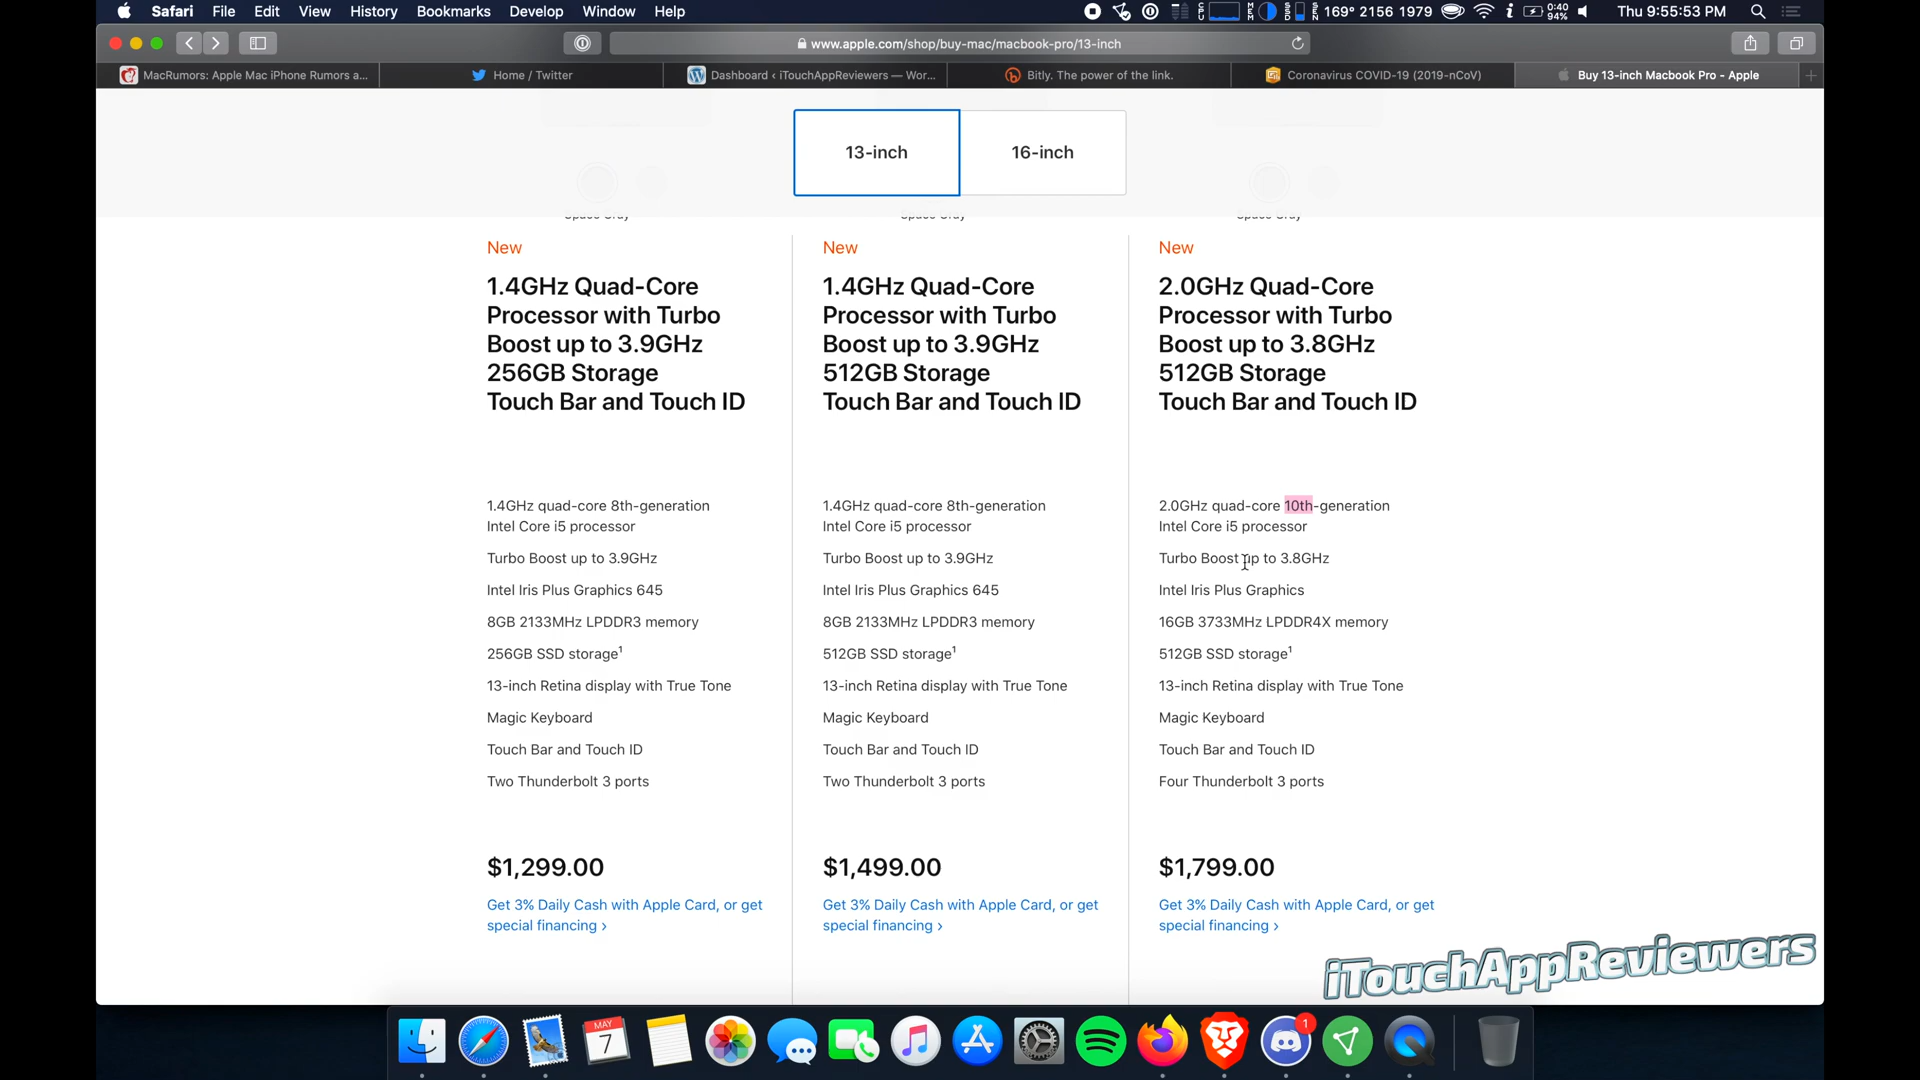 Safari File Edit View History Bookmarks Develop Window Help 169° 2156 1979 0:40 94% Thu 9:55:53 PM
www.apple.com/shop/buy-mac/macbook-pro/13-inch
MacRumors: Apple Mac iPhone Rumors a... Home / Twitter Dashboard ‹ iTouchAppReviewers — Wor... Bitly. The power of the link. Coronavirus COVID-19 (2019-nCoV) Buy 13-inch Macbook Pro - Apple
13-inch 16-inch
Space Gray Space Gray Space Gray
New
1.4GHz Quad-Core
Processor with Turbo
Boost up to 3.9GHz
256GB Storage
Touch Bar and Touch ID
1.4GHz quad-core 8th-generation
Intel Core i5 processor
Turbo Boost up to 3.9GHz
Intel Iris Plus Graphics 645
8GB 2133MHz LPDDR3 memory
256GB SSD storage¹
13-inch Retina display with True Tone
Magic Keyboard
Touch Bar and Touch ID
Two Thunderbolt 3 ports
$1,299.00
Get 3% Daily Cash with Apple Card, or get
special financing ›
New
1.4GHz Quad-Core
Processor with Turbo
Boost up to 3.9GHz
512GB Storage
Touch Bar and Touch ID
1.4GHz quad-core 8th-generation
Intel Core i5 processor
Turbo Boost up to 3.9GHz
Intel Iris Plus Graphics 645
8GB 2133MHz LPDDR3 memory
512GB SSD storage¹
13-inch Retina display with True Tone
Magic Keyboard
Touch Bar and Touch ID
Two Thunderbolt 3 ports
$1,499.00
Get 3% Daily Cash with Apple Card, or get
special financing ›
New
2.0GHz Quad-Core
Processor with Turbo
Boost up to 3.8GHz
512GB Storage
Touch Bar and Touch ID
2.0GHz quad-core 10th-generation
Intel Core i5 processor
Turbo Boost up to 3.8GHz
Intel Iris Plus Graphics
16GB 3733MHz LPDDR4X memory
512GB SSD storage¹
13-inch Retina display with True Tone
Magic Keyboard
Touch Bar and Touch ID
Four Thunderbolt 3 ports
$1,799.00
Get 3% Daily Cash with Apple Card, or get
special financing ›
iTouchAppReviewers
MAY
7
1